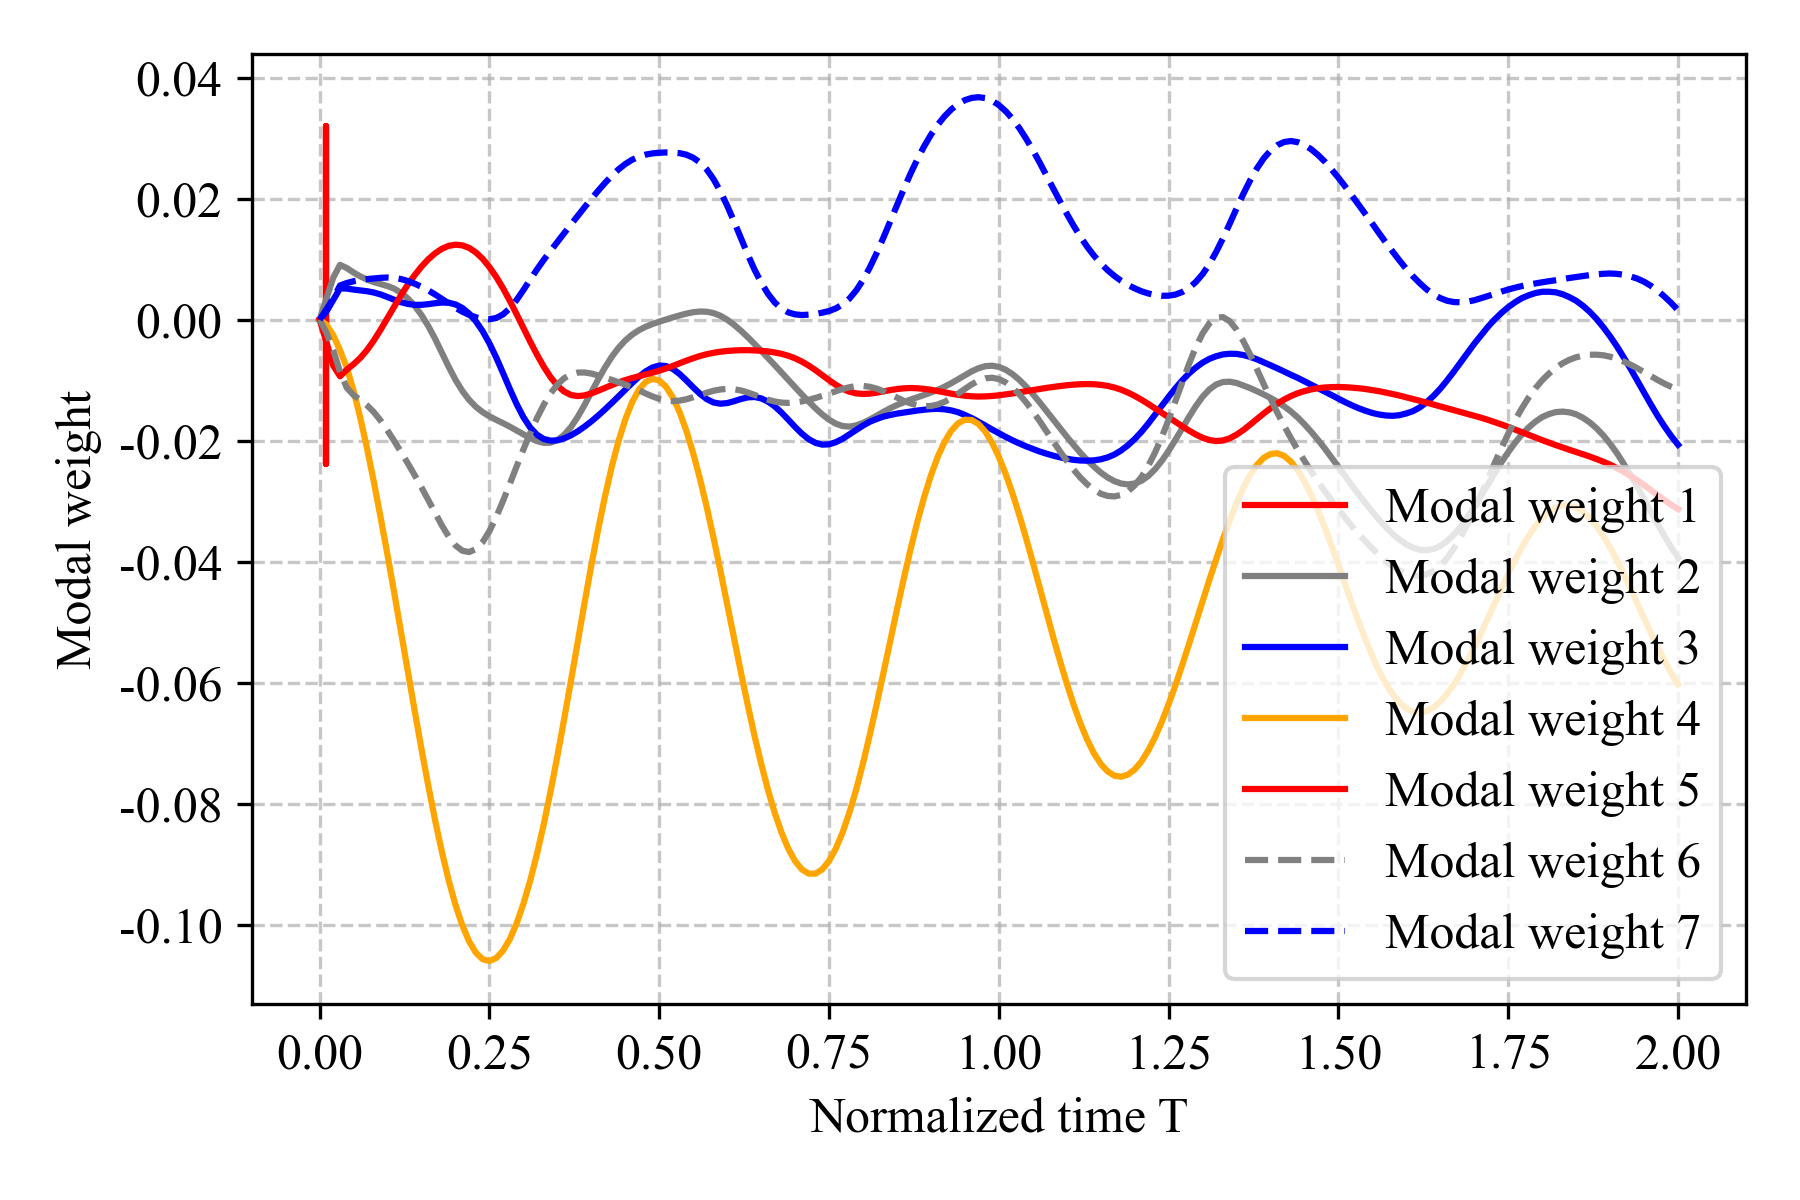 0.04
0.02
0.00
-0.02
-0.04
-0.06
-0.08
-0.10
Modal weight
Modal weight 1
Modal weight 2
Modal weight 3
Modal weight 4
Modal weight 5
Modal weight 6
Modal weight 7
0.00 0.25 0.50 0.75 1.00 1.25 1.50 1.75 2.00
Normalized time T